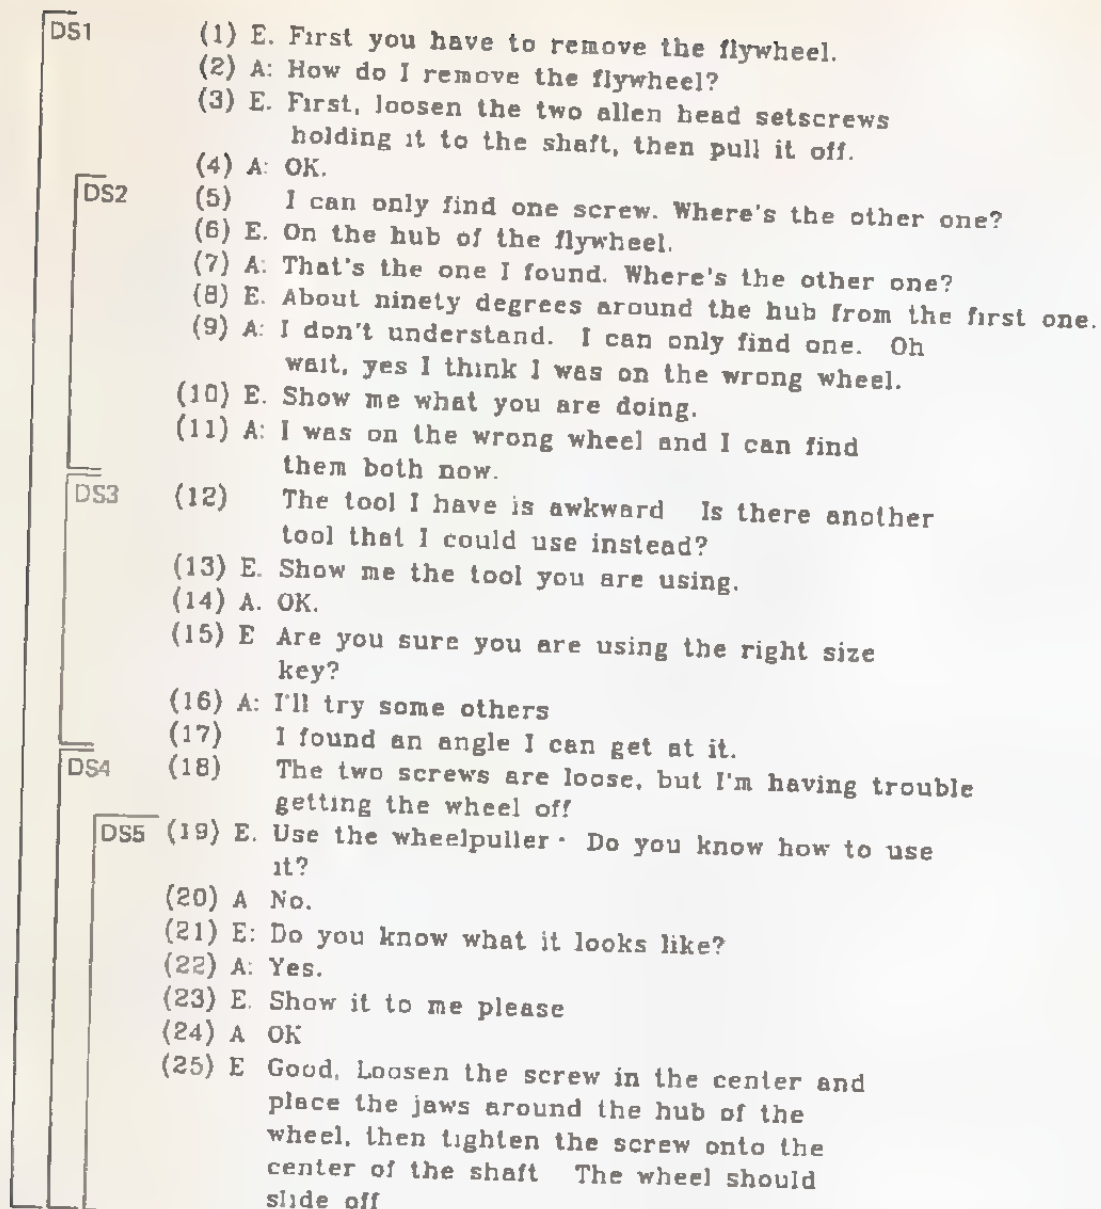 DS1 (1) E. First you have to remove the flywheel.
(2) A: How do I remove the flywheel?
(3) E. First, loosen the two allen head setscrews
holding it to the shaft, then pull it off.
(4) A: OK.
DS2 (5) I can only find one screw. Where's the other one?
(6) E. On the hub of the flywheel.
(7) A: That's the one I found. Where's the other one?
(8) E. About ninety degrees around the hub from the first one.
(9) A: I don't understand. I can only find one. Oh
wait, yes I think I was on the wrong wheel.
(10) E. Show me what you are doing.
(11) A: I was on the wrong wheel and I can find
them both now.
DS3 (12) The tool I have is awkward Is there another
tool that I could use instead?
(13) E. Show me the tool you are using.
(14) A. OK.
(15) E Are you sure you are using the right size
key?
(16) A: I'll try some others
(17) I found an angle I can get at it.
DS4 (18) The two screws are loose, but I'm having trouble
getting the wheel off
DS5 (19) E. Use the wheelpuller · Do you know how to use
it?
(20) A No.
(21) E: Do you know what it looks like?
(22) A: Yes.
(23) E. Show it to me please
(24) A OK
(25) E Good, Loosen the screw in the center and
place the jaws around the hub of the
wheel, then tighten the screw onto the
center of the shaft The wheel should
slide off